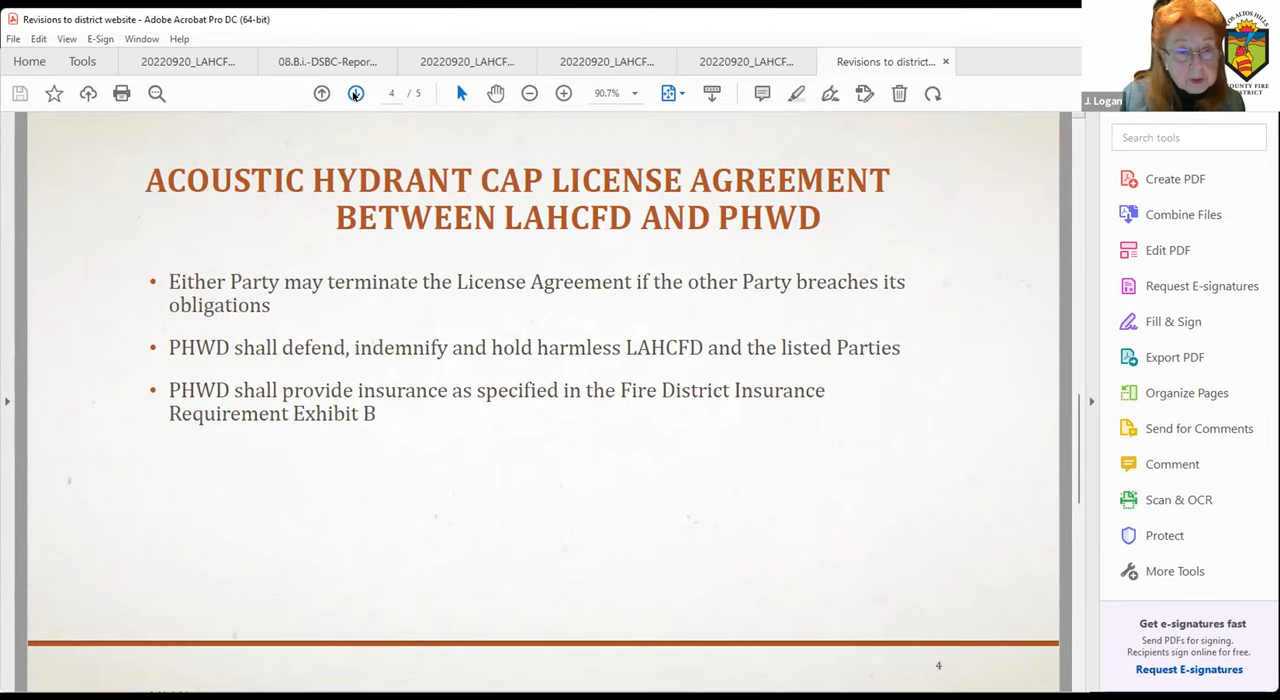 Revisions to district website - Adobe Acrobat Pro DC (64-bit)
File Edit View E-Sign Window Help
Home Tools 20220920_LAHCF... 08.B.i.-DSBC-Repor... 20220920_LAHCF... 20220920_LAHCF... 20220920_LAHCF... Revisions to district... ×
4 / 5 90.7%
J. Logan
LOS ALTOS HILLS
COUNTY FIRE
DISTRICT
ACOUSTIC HYDRANT CAP LICENSE AGREEMENT
BETWEEN LAHCFD AND PHWD
• Either Party may terminate the License Agreement if the other Party breaches its
obligations
• PHWD shall defend, indemnify and hold harmless LAHCFD and the listed Parties
• PHWD shall provide insurance as specified in the Fire District Insurance
Requirement Exhibit B
4
Search tools
Create PDF
Combine Files
Edit PDF
Request E-signatures
Fill & Sign
Export PDF
Organize Pages
Send for Comments
Comment
Scan & OCR
Protect
More Tools
Get e-signatures fast
Send PDFs for signing.
Recipients sign online for free.
Request E-signatures